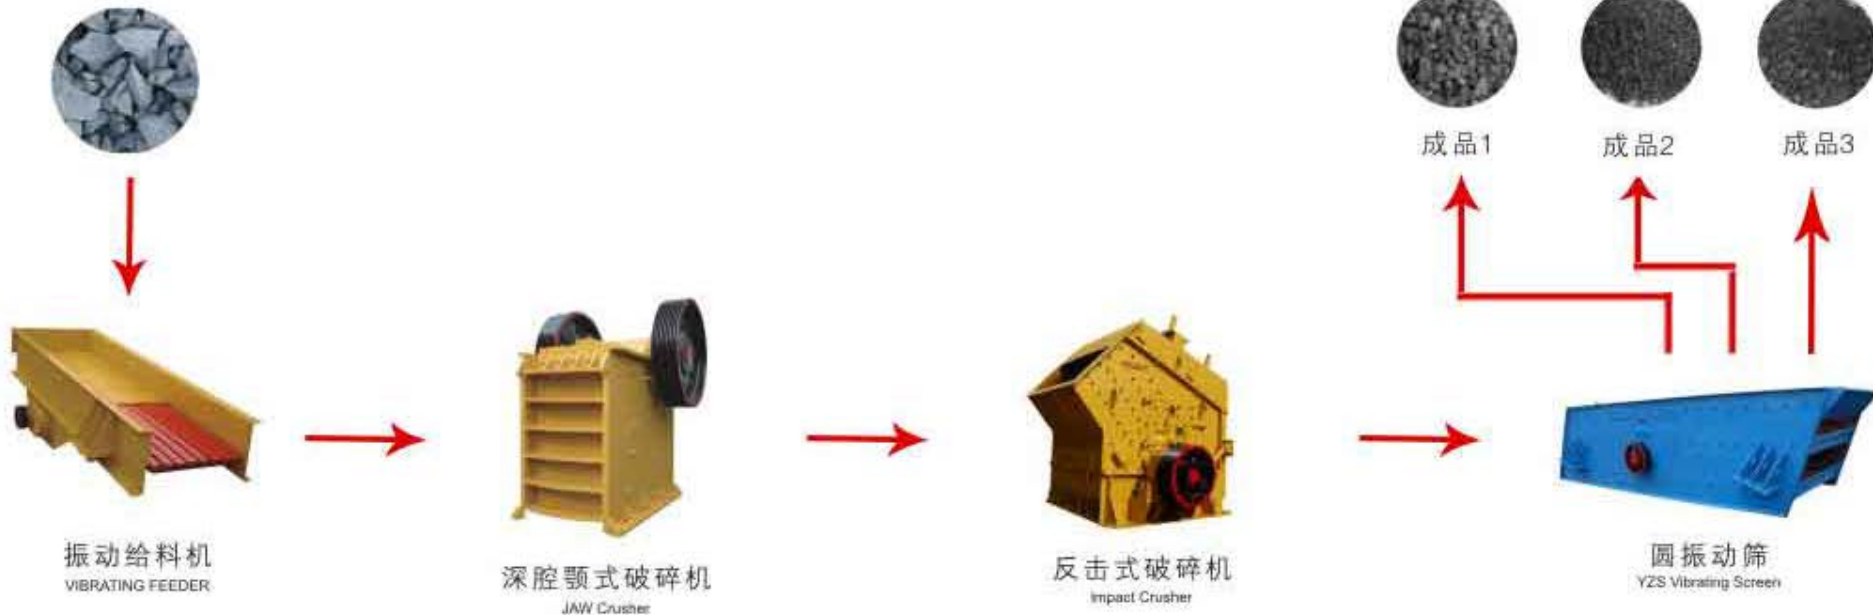 成品1
成品2
成品3
振动给料机
VIBRATING FEEDER
深腔颚式破碎机
JAW Crusher
反击式破碎机
Impact Crusher
圆振动筛
YZS Vibrating Screen